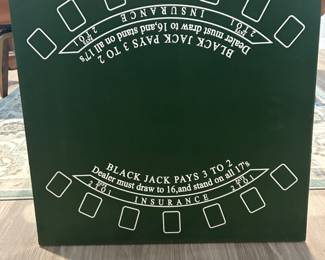 INSURANCE
Dealer must draw to 16,and stand on all 17's
BLACK JACK PAYS 3 TO 2
BLACK JACK PAYS 3 TO 2
Dealer must draw to 16,and stand on all 17's
INSURANCE